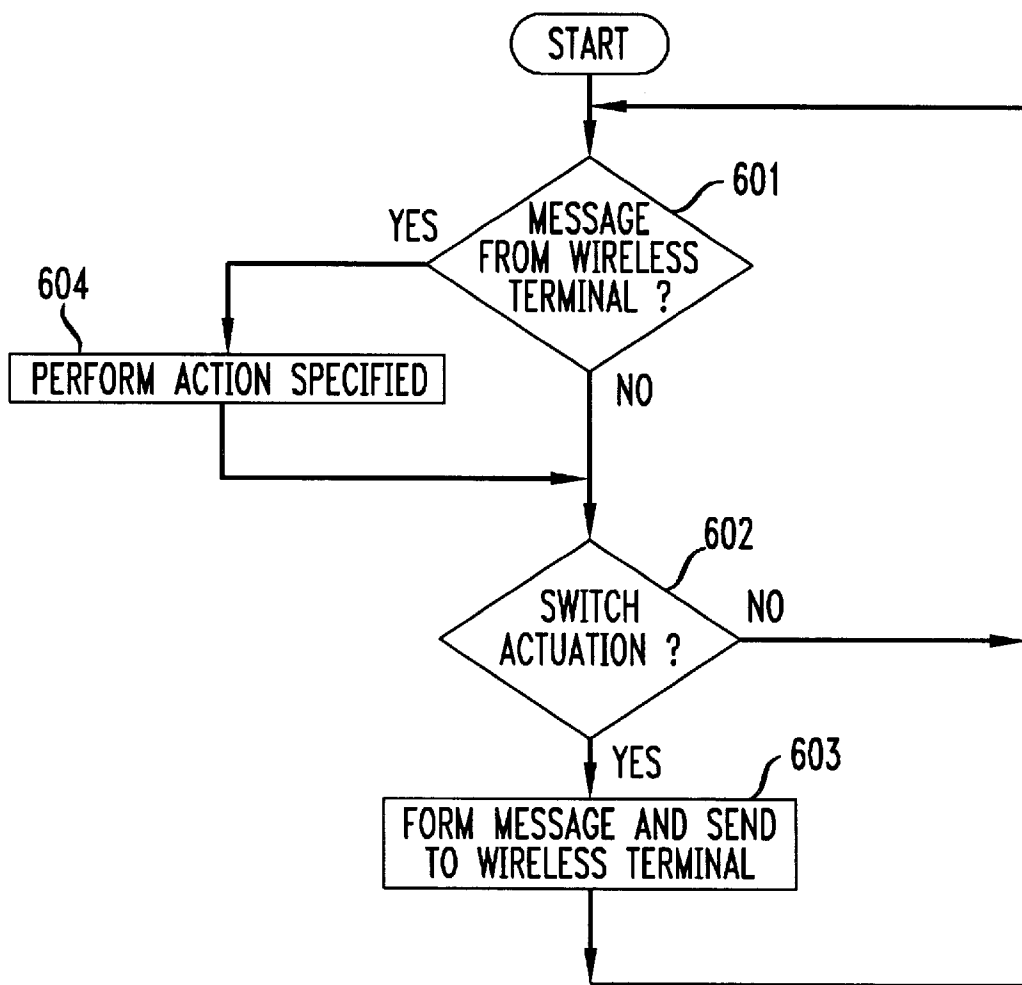 START
601
MESSAGE
FROM WIRELESS
TERMINAL ?
YES
604
PERFORM ACTION SPECIFIED
NO
602
SWITCH
ACTUATION ?
NO
YES
603
FORM MESSAGE AND SEND
TO WIRELESS TERMINAL